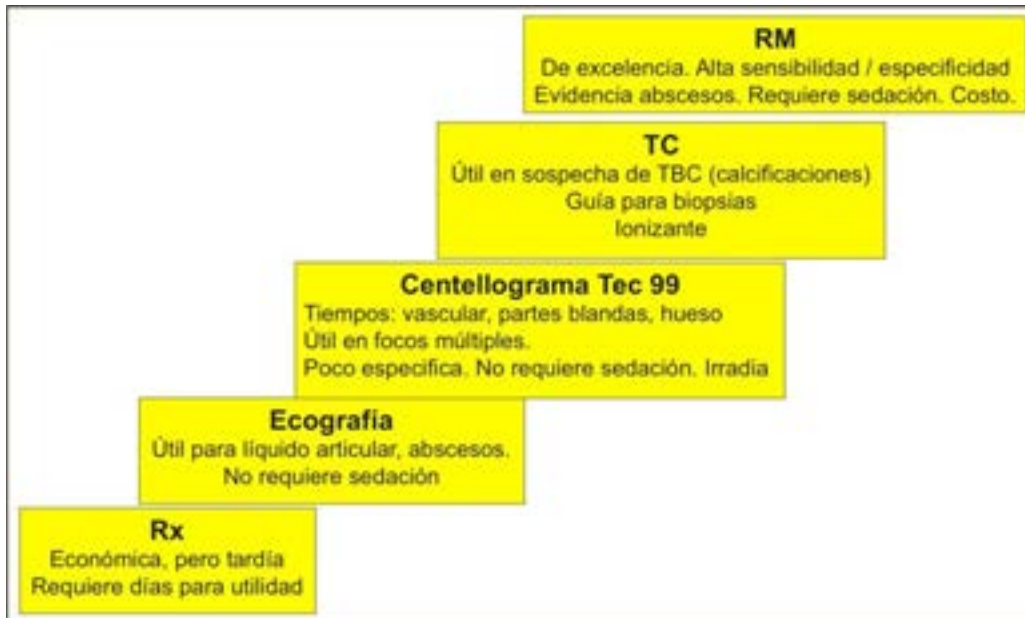 RM
De excelencia. Alta sensibilidad / especificidad
Evidencia abscesos. Requiere sedación. Costo.
TC
Útil en sospecha de TBC (calcificaciones)
Guía para biopsias
Ionizante
Centellograma Tec 99
Tiempos: vascular, partes blandas, hueso
Útil en focos múltiples.
Poco especifica. No requiere sedación. Irradia
Ecografía
Útil para líquido articular, abscesos.
No requiere sedación
Rx
Económica, pero tardía
Requiere días para utilidad